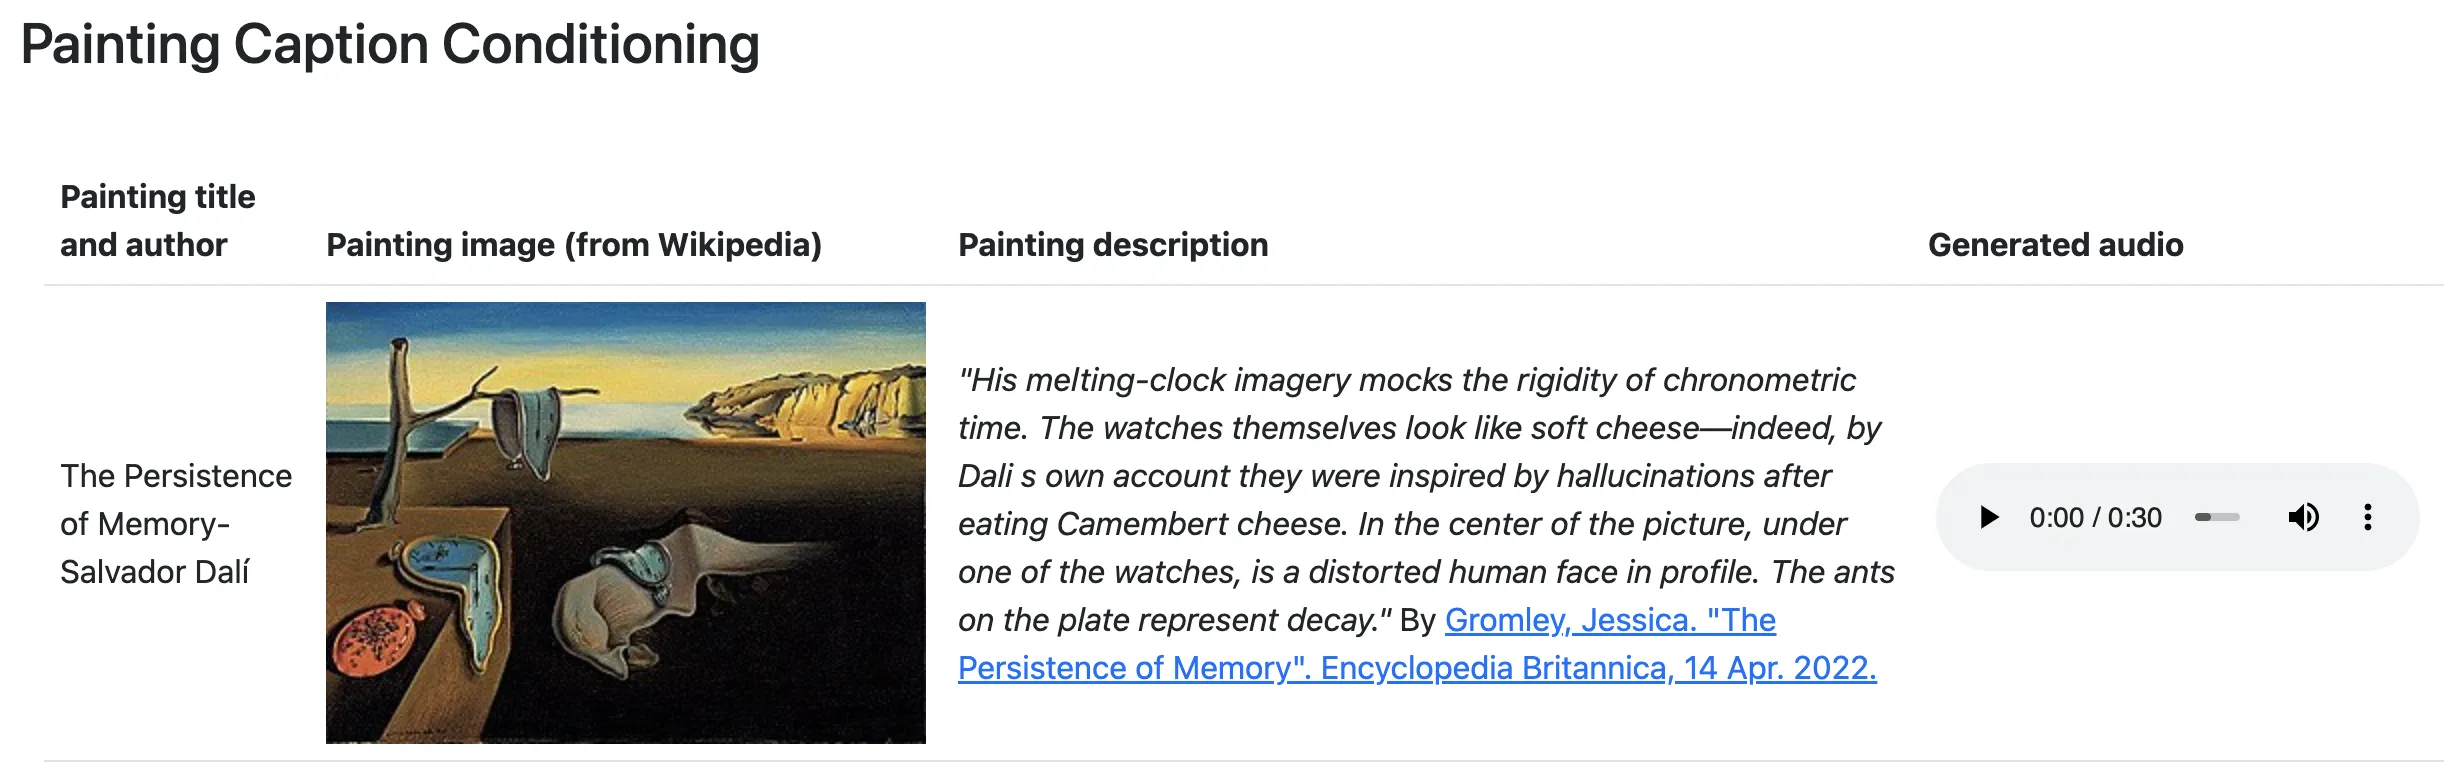 Painting Caption Conditioning
Painting title
and author
Painting image (from Wikipedia)
Painting description
Generated audio
The Persistence
of Memory-
Salvador Dalí
"His melting-clock imagery mocks the rigidity of chronometric
time. The watches themselves look like soft cheese—indeed, by
Dali s own account they were inspired by hallucinations after
eating Camembert cheese. In the center of the picture, under
one of the watches, is a distorted human face in profile. The ants
on the plate represent decay." By Gromley, Jessica. "The
Persistence of Memory". Encyclopedia Britannica, 14 Apr. 2022.
0:00 / 0:30